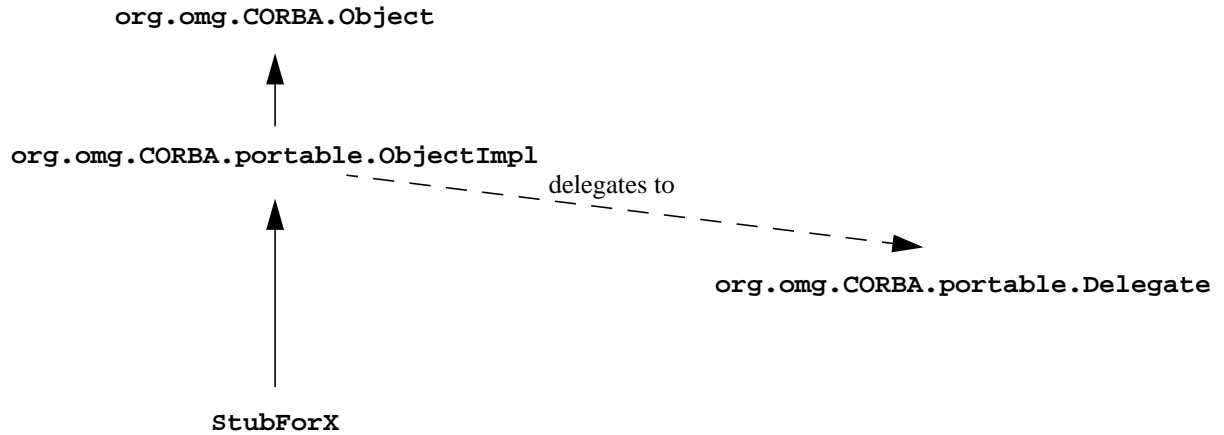 org.omg.CORBA.Object
org.omg.CORBA.portable.ObjectImpl
delegates to
org.omg.CORBA.portable.Delegate
StubForX